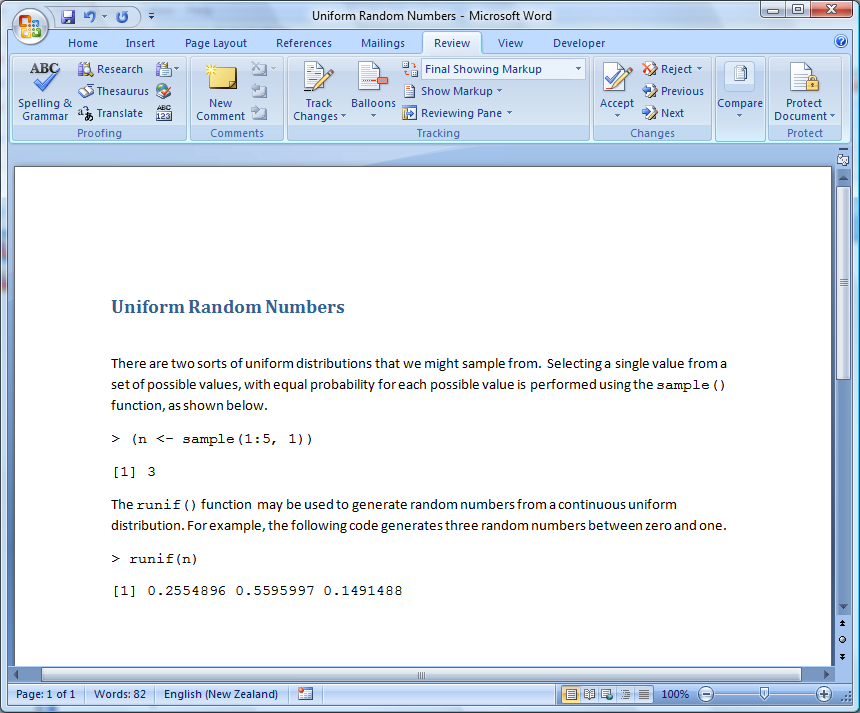 Uniform Random Numbers - Microsoft Word
Home Insert Page Layout References Mailings Review View Developer
ABC
Spelling &
Grammar
Research
Thesaurus
Translate
ABC
123
Proofing
New
Comment
Comments
Track
Changes
Balloons
Final Showing Markup
Show Markup
Reviewing Pane
Tracking
Accept
Reject
Previous
Next
Changes
Compare
Protect
Document
Protect
Uniform Random Numbers
There are two sorts of uniform distributions that we might sample from. Selecting a single value from a
set of possible values, with equal probability for each possible value is performed using the sample()
function, as shown below.
> (n <- sample(1:5, 1))
[1] 3
The runif() function may be used to generate random numbers from a continuous uniform
distribution. For example, the following code generates three random numbers between zero and one.
> runif(n)
[1] 0.2554896 0.5595997 0.1491488
Page: 1 of 1 Words: 82 English (New Zealand) 100%